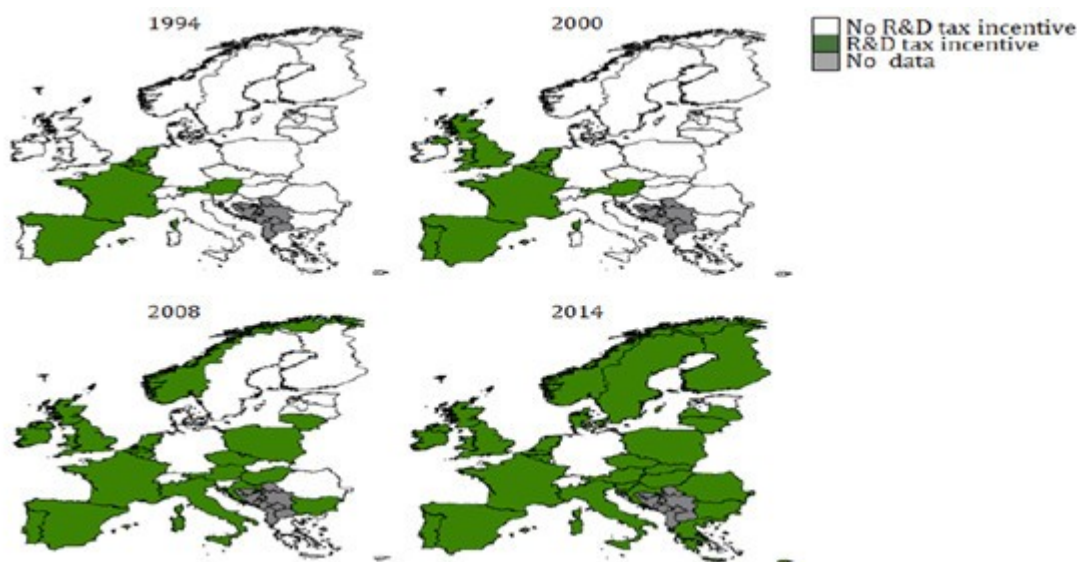 1994
2000
No R&D tax incentive
R&D tax incentive
No data
2008
2014